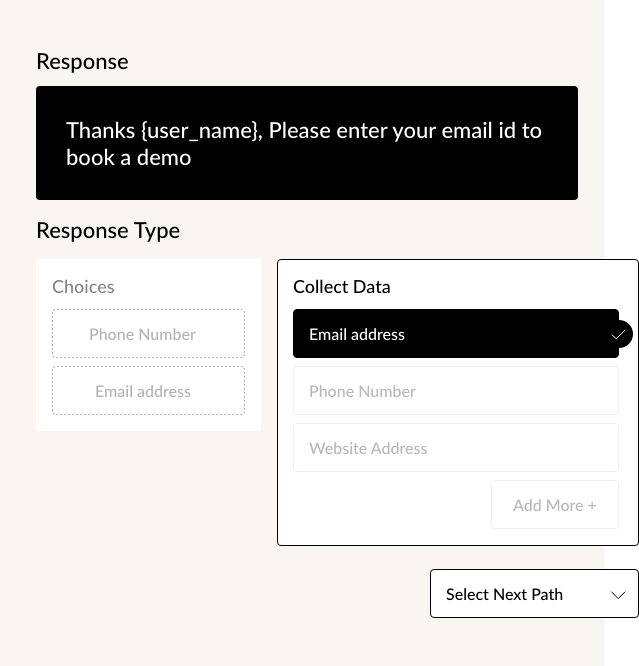 Response
Thanks {user_name}, Please enter your email id to
book a demo
Response Type
Choices
Phone Number
Email address
Collect Data
Email address
Phone Number
Website Address
Add More +
Select Next Path